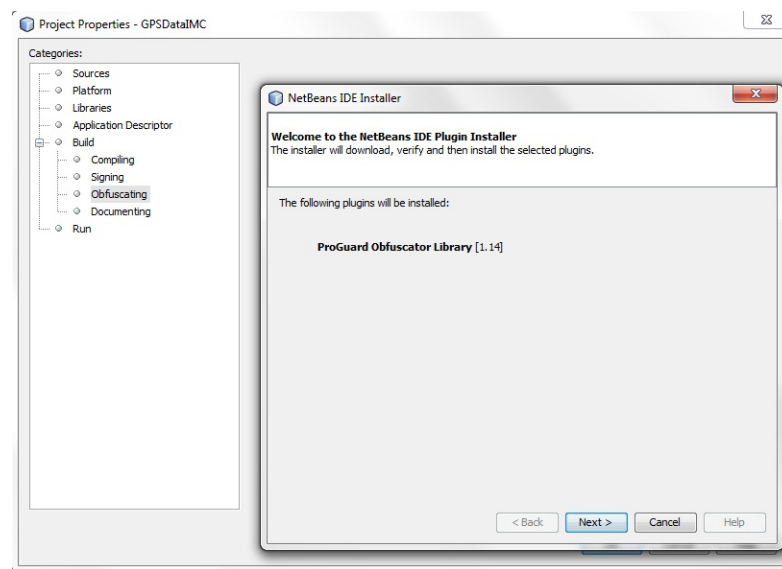 Project Properties - GPSDataIMC
Categories:
Sources
Platform
Libraries
Application Descriptor
Build
Compiling
Signing
Obfuscating
Documenting
Run
NetBeans IDE Installer
Welcome to the NetBeans IDE Plugin Installer
The installer will download, verify and then install the selected plugins.
The following plugins will be installed:
ProGuard Obfuscator Library [1.14]
< Back Next > Cancel Help